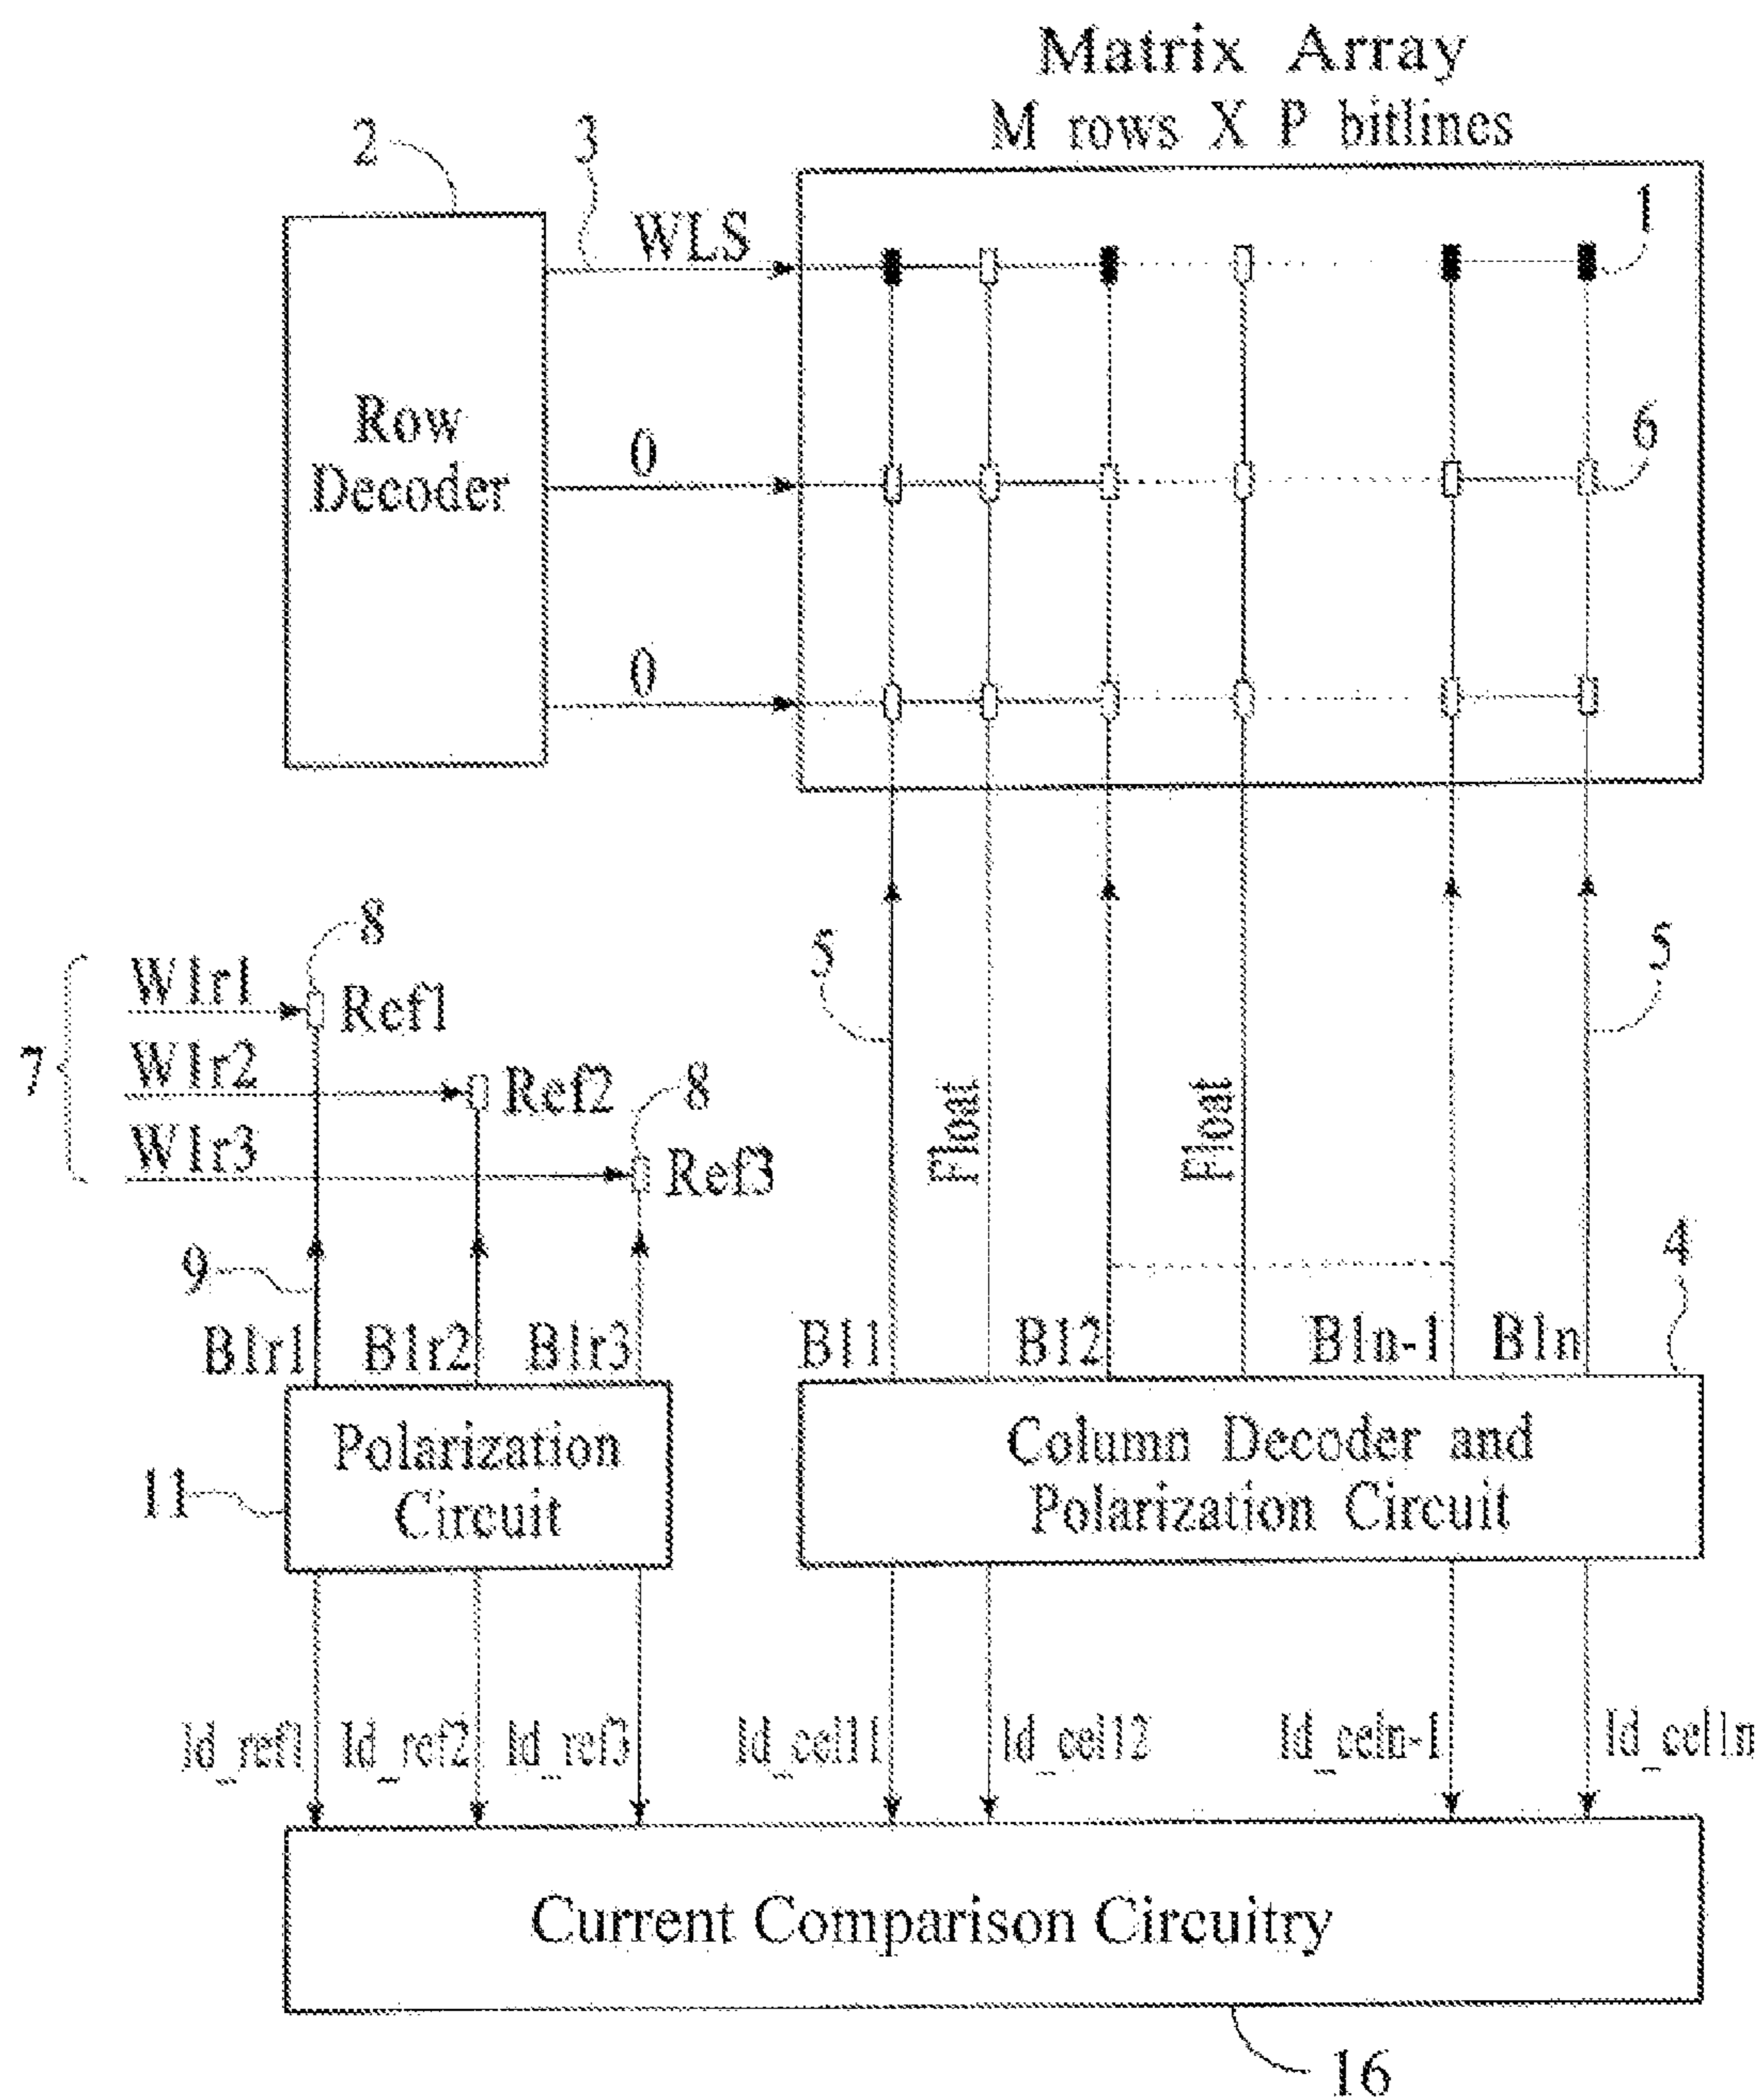 Matrix Array
M rows X P bitlines
2
3
WLS
1
Row
Decoder
0
6
0
8
5
5
7
W1r1
Ref1
W1r2
Ref2
8
W1r3
Ref3
Float
Float
9
4
B1r1
B1r2
B1r3
B11
B12
B1n-1
B1n
11
Polarization
Circuit
Column Decoder and
Polarization Circuit
Id_ref1
Id_ref2
Id_ref3
Id_cel11
Id_cel12
Id_celn-1
Id_cel1n
Current Comparison Circuitry
16